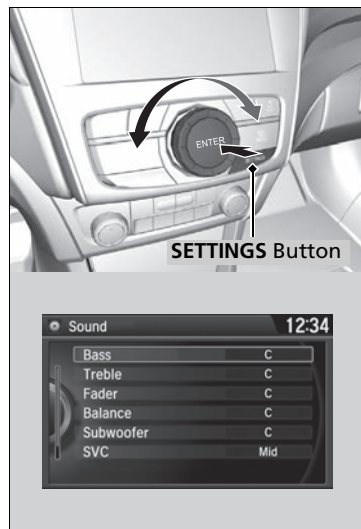 ENTER
SETTINGS Button
Sound 12:34
Bass C
Treble C
Fader C
Balance C
Subwoofer C
SVC Mid